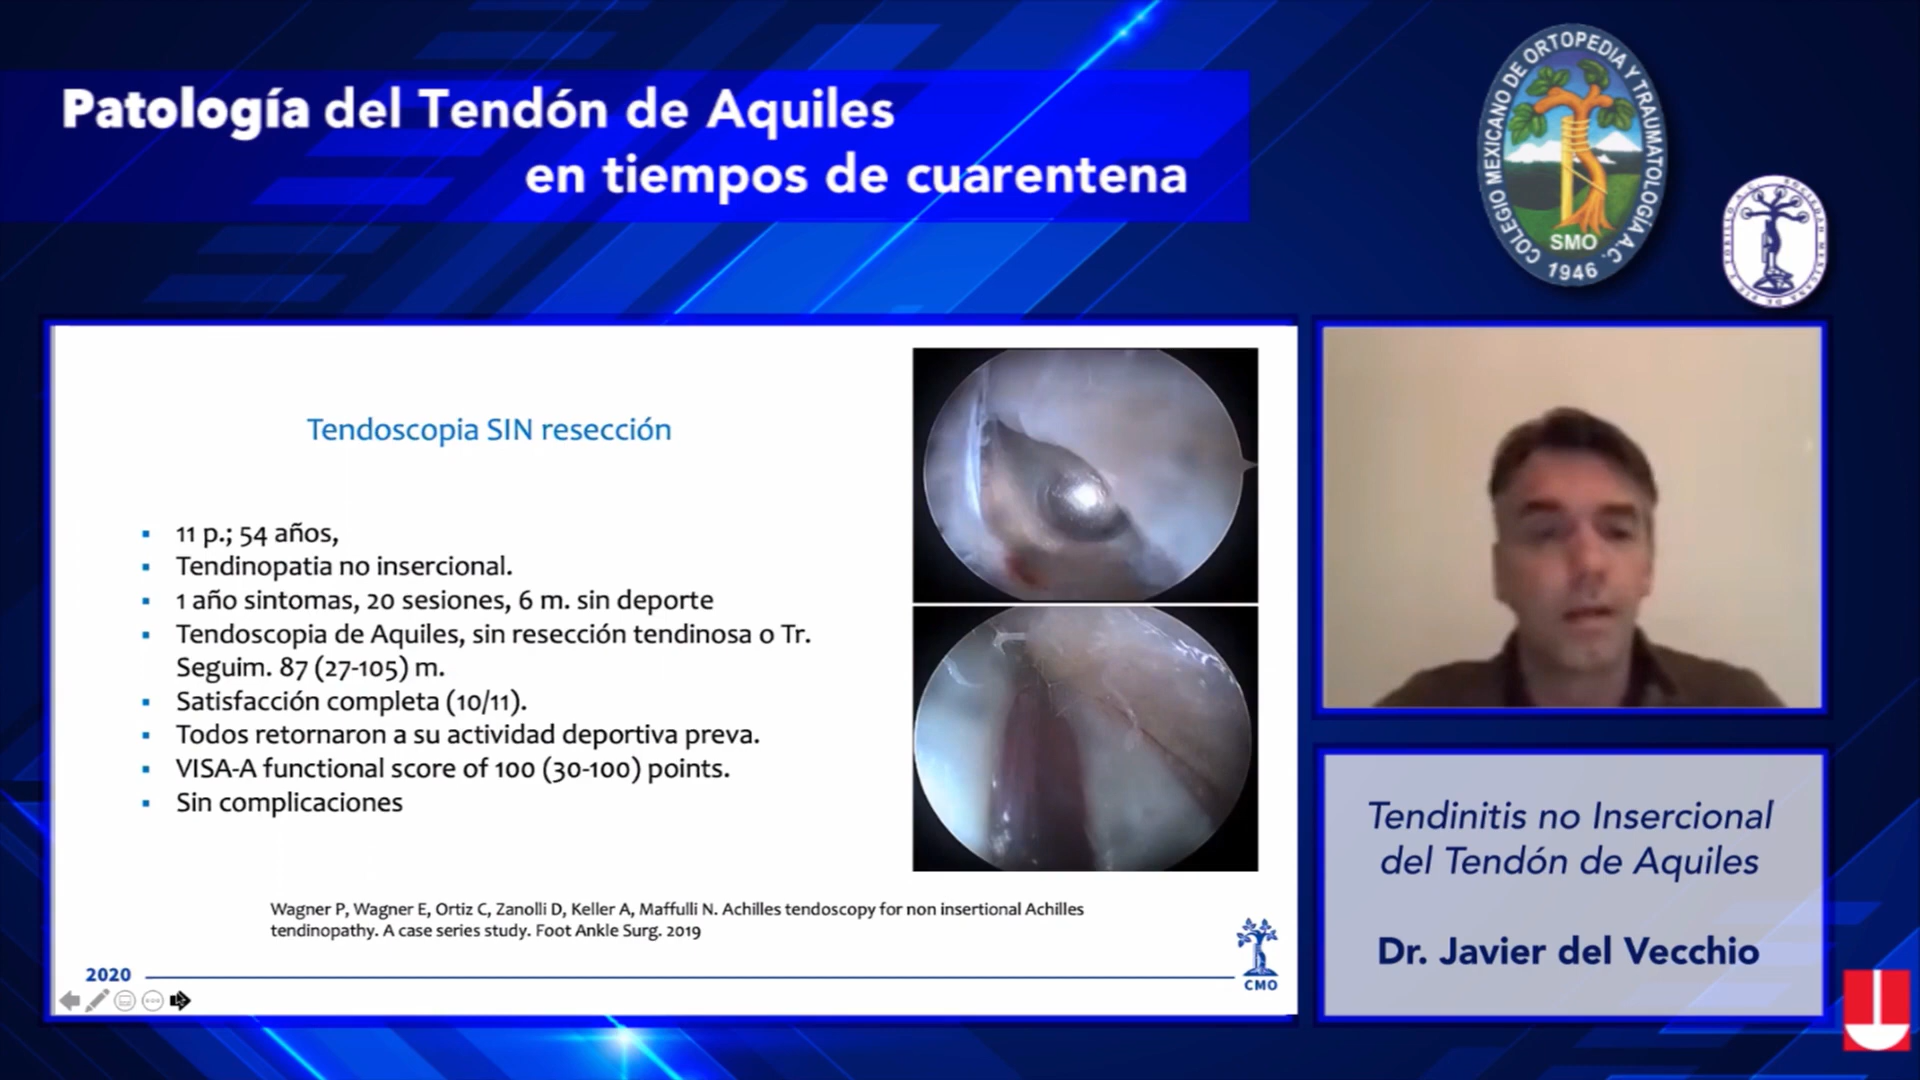 Patología del Tendón de Aquiles
en tiempos de cuarentena
COLEGIO MEXICANO DE ORTOPEDIA Y TRAUMATOLOGÍA A.C.
SMO
1946
Tendoscopia SIN resección
11 p.; 54 años,
Tendinopatia no insercional.
1 año sintomas, 20 sesiones, 6 m. sin deporte
Tendoscopia de Aquiles, sin resección tendinosa o Tr.
Seguim. 87 (27-105) m.
Satisfacción completa (10/11).
Todos retornaron a su actividad deportiva preva.
VISA-A functional score of 100 (30-100) points.
Sin complicaciones
Wagner P, Wagner E, Ortiz C, Zanolli D, Keller A, Maffulli N. Achilles tendoscopy for non insertional Achilles
tendinopathy. A case series study. Foot Ankle Surg. 2019
2020
CMO
Tendinitis no Insercional
del Tendón de Aquiles
Dr. Javier del Vecchio